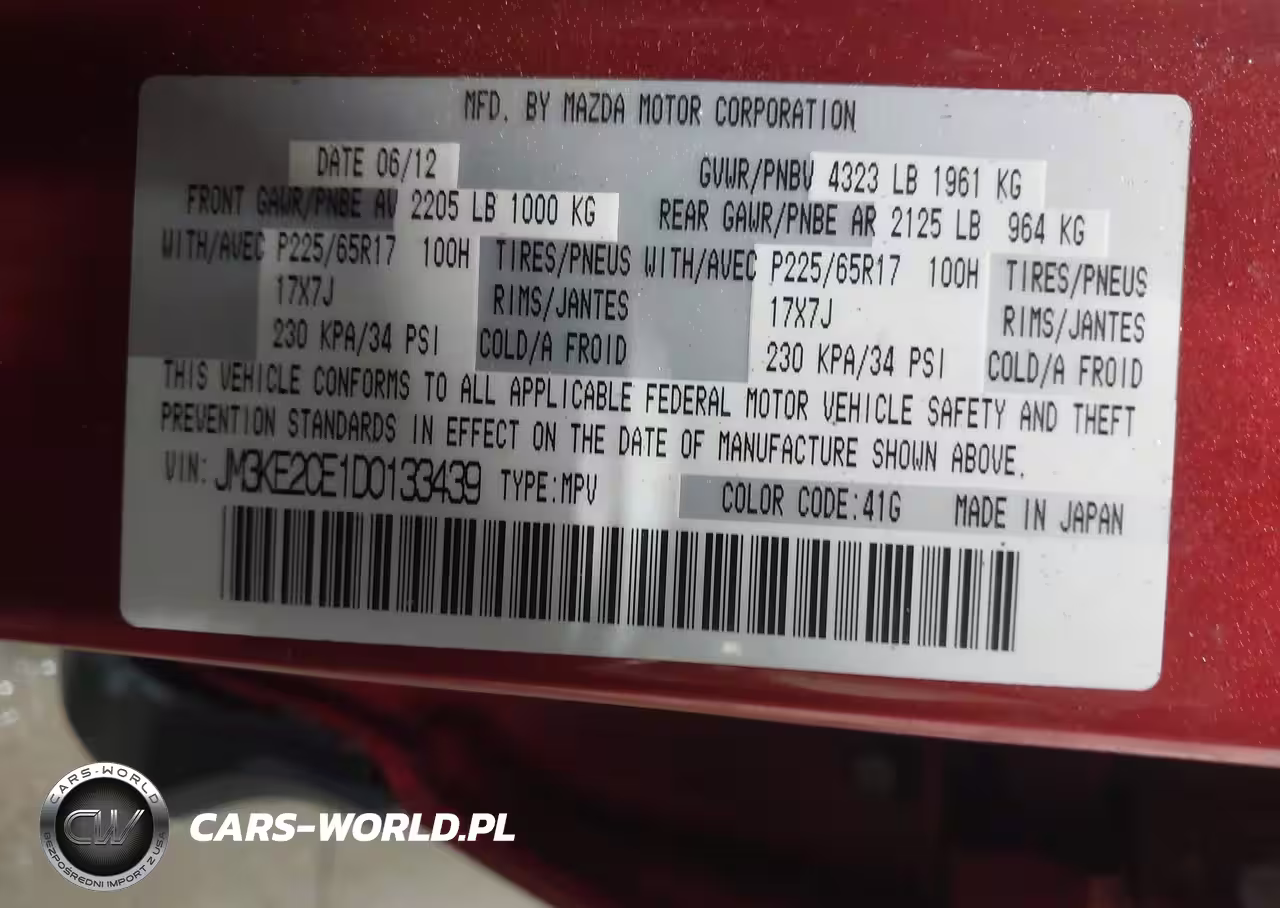 MFD. BY MAZDA MOTOR CORPORATION
DATE 06/12 GVWR/PNBV 4323 LB 1961 KG
FRONT GAWR/PNBE AV 2205 LB 1000 KG REAR GAWR/PNBE AR 2125 LB 964 KG
WITH/AVEC P225/65R17 100H TIRES/PNEUS WITH/AVEC P225/65R17 100H TIRES/PNEUS
17X7J RIMS/JANTES 17X7J RIMS/JANTES
230 KPA/34 PSI COLD/A FROID 230 KPA/34 PSI COLD/A FROID
THIS VEHICLE CONFORMS TO ALL APPLICABLE FEDERAL MOTOR VEHICLE SAFETY AND THEFT
PREVENTION STANDARDS IN EFFECT ON THE DATE OF MANUFACTURE SHOWN ABOVE.
VIN: JM3KE2CE1D0133439 TYPE:MPV COLOR CODE:41G MADE IN JAPAN
CARS-WORLD
CW
BEZPOŚREDNI IMPORT Z USA
CARS-WORLD.PL